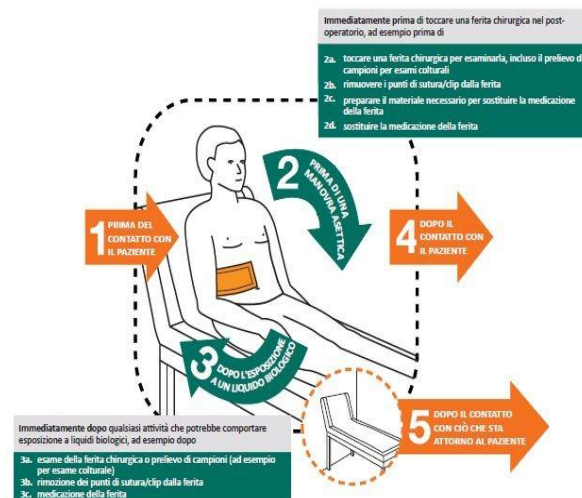 Immediatamente prima di toccare una ferita chirurgica nel post-
operatorio, ad esempio prima di
2a. toccare una ferita chirurgica per esaminarla, incluso il prelievo di
campioni per esami colturali
2b. rimuovere i punti di sutura/clip dalla ferita
2c. preparare il materiale necessario per sostituire la medicazione
della ferita
2d. sostituire la medicazione della ferita
1 PRIMA DEL
CONTATTO CON
IL PAZIENTE
2 PRIMA DI UNA
MANOVRA ASETTICA
4 DOPO IL
CONTATTO CON
IL PAZIENTE
3 DOPO L'ESPOSIZIONE
A UN LIQUIDO BIOLOGICO
5 DOPO IL CONTATTO
CON CIÒ CHE STA
ATTORNO AL PAZIENTE
Immediatamente dopo qualsiasi attività che potrebbe comportare
esposizione a liquidi biologici, ad esempio dopo
3a. esame della ferita chirurgica o prelievo di campioni (ad esempio
per esame colturale)
3b. rimozione dei punti di sutura/clip dalla ferita
3c. medicazione della ferita